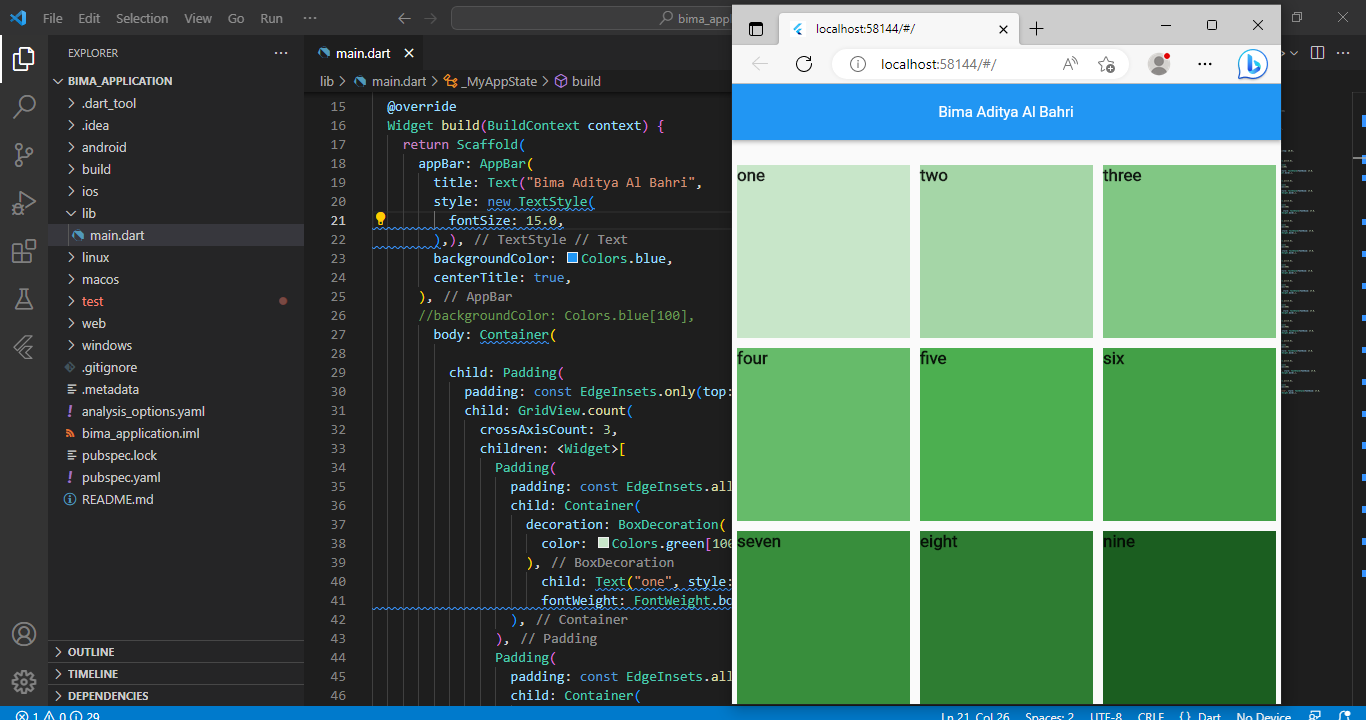 File Edit Selection View Go Run ··· bima_app
EXPLORER ···
BIMA_APPLICATION
.dart_tool
.idea
android
build
ios
lib
main.dart
linux
macos
test
web
windows
.gitignore
.metadata
analysis_options.yaml
bima_application.iml
pubspec.lock
pubspec.yaml
README.md
OUTLINE
TIMELINE
DEPENDENCIES
main.dart
lib > main.dart > _MyAppState > build
15 @override
16 Widget build(BuildContext context) {
17 return Scaffold(
18 appBar: AppBar(
19 title: Text("Bima Aditya Al Bahri",
20 style: new TextStyle(
21 fontSize: 15.0,
22 ),), // TextStyle // Text
23 backgroundColor: Colors.blue,
24 centerTitle: true,
25 ), // AppBar
26 //backgroundColor: Colors.blue[100],
27 body: Container(
28
29 child: Padding(
30 padding: const EdgeInsets.only(top:
31 child: GridView.count(
32 crossAxisCount: 3,
33 children: <Widget>[
34 Padding(
35 padding: const EdgeInsets.all
36 child: Container(
37 decoration: BoxDecoration(
38 color: Colors.green[100
39 ), // BoxDecoration
40 child: Text("one", style:
41 fontWeight: FontWeight.bo
42 ), // Container
43 ), // Padding
44 Padding(
45 padding: const EdgeInsets.all
46 child: Container(
localhost:58144/#/
localhost:58144/#/
Bima Aditya Al Bahri
one two three
four five six
seven eight nine
1 0 29 Ln 21, Col 26 Spaces: 2 UTF-8 CRLF {} Dart No Device